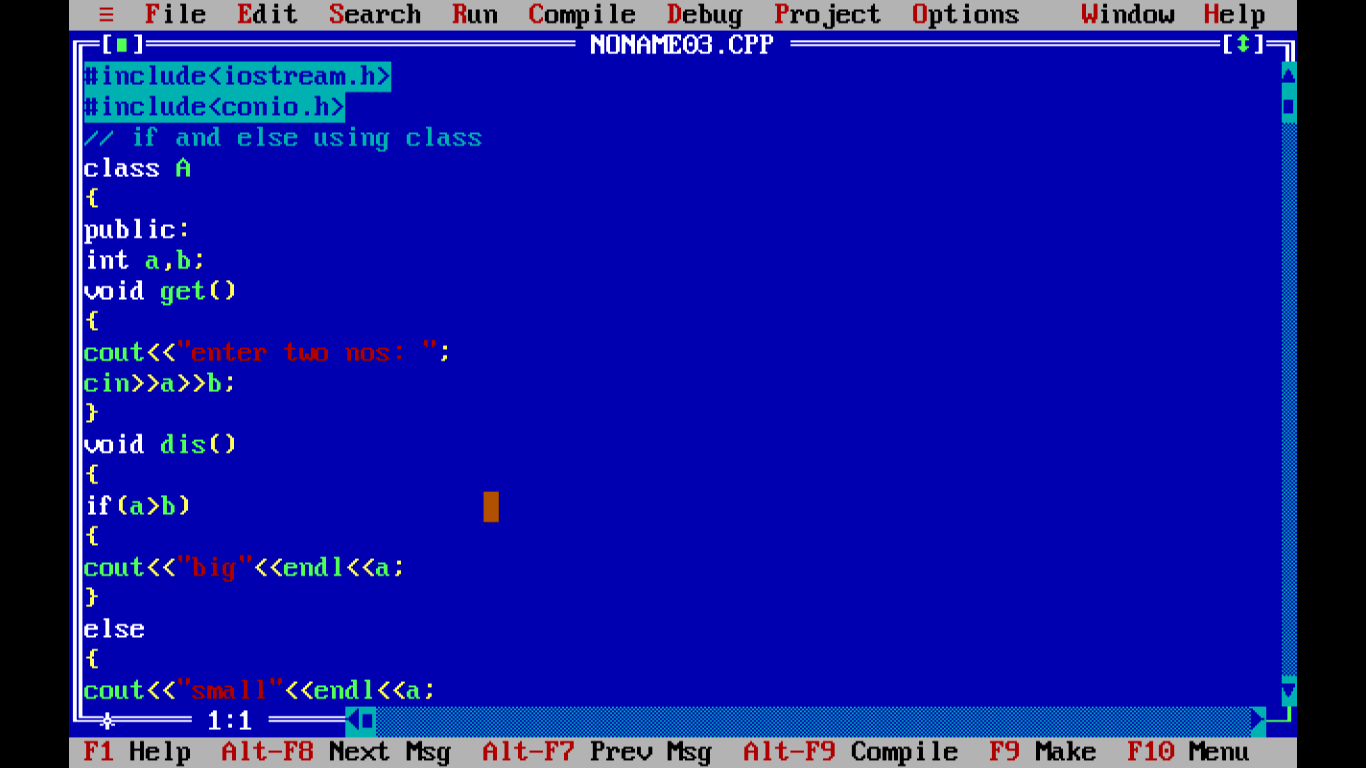 ≡ File Edit Search Run Compile Debug Project Options Window Help
[■] NONAME03.CPP [↕]
#include<iostream.h>
#include<conio.h>
// if and else using class
class A
{
public:
int a,b;
void get()
{
cout<<"enter two nos: ";
cin>>a>>b;
}
void dis()
{
if(a>b)
{
cout<<"big"<<endl<<a;
}
else
{
cout<<"small"<<endl<<a;
1:1
F1 Help Alt-F8 Next Msg Alt-F7 Prev Msg Alt-F9 Compile F9 Make F10 Menu